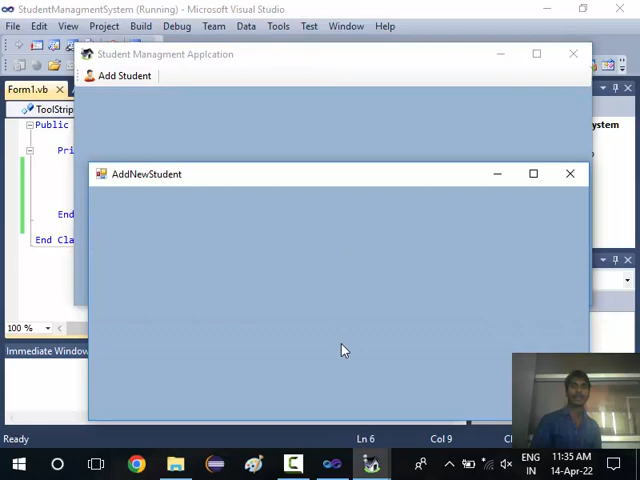 StudentManagmentSystem (Running) - Microsoft Visual Studio
File Edit View Project Build Debug Team Data Tools Test Window Help
Student Managment Applcation
Add Student
Form1.vb
ToolStrip
ystem
Public
Pri
End
End Cla
AddNewStudent
100 %
Immediate Window
Ready Ln 6 Col 9
ENG
IN
11:35 AM
14-Apr-22